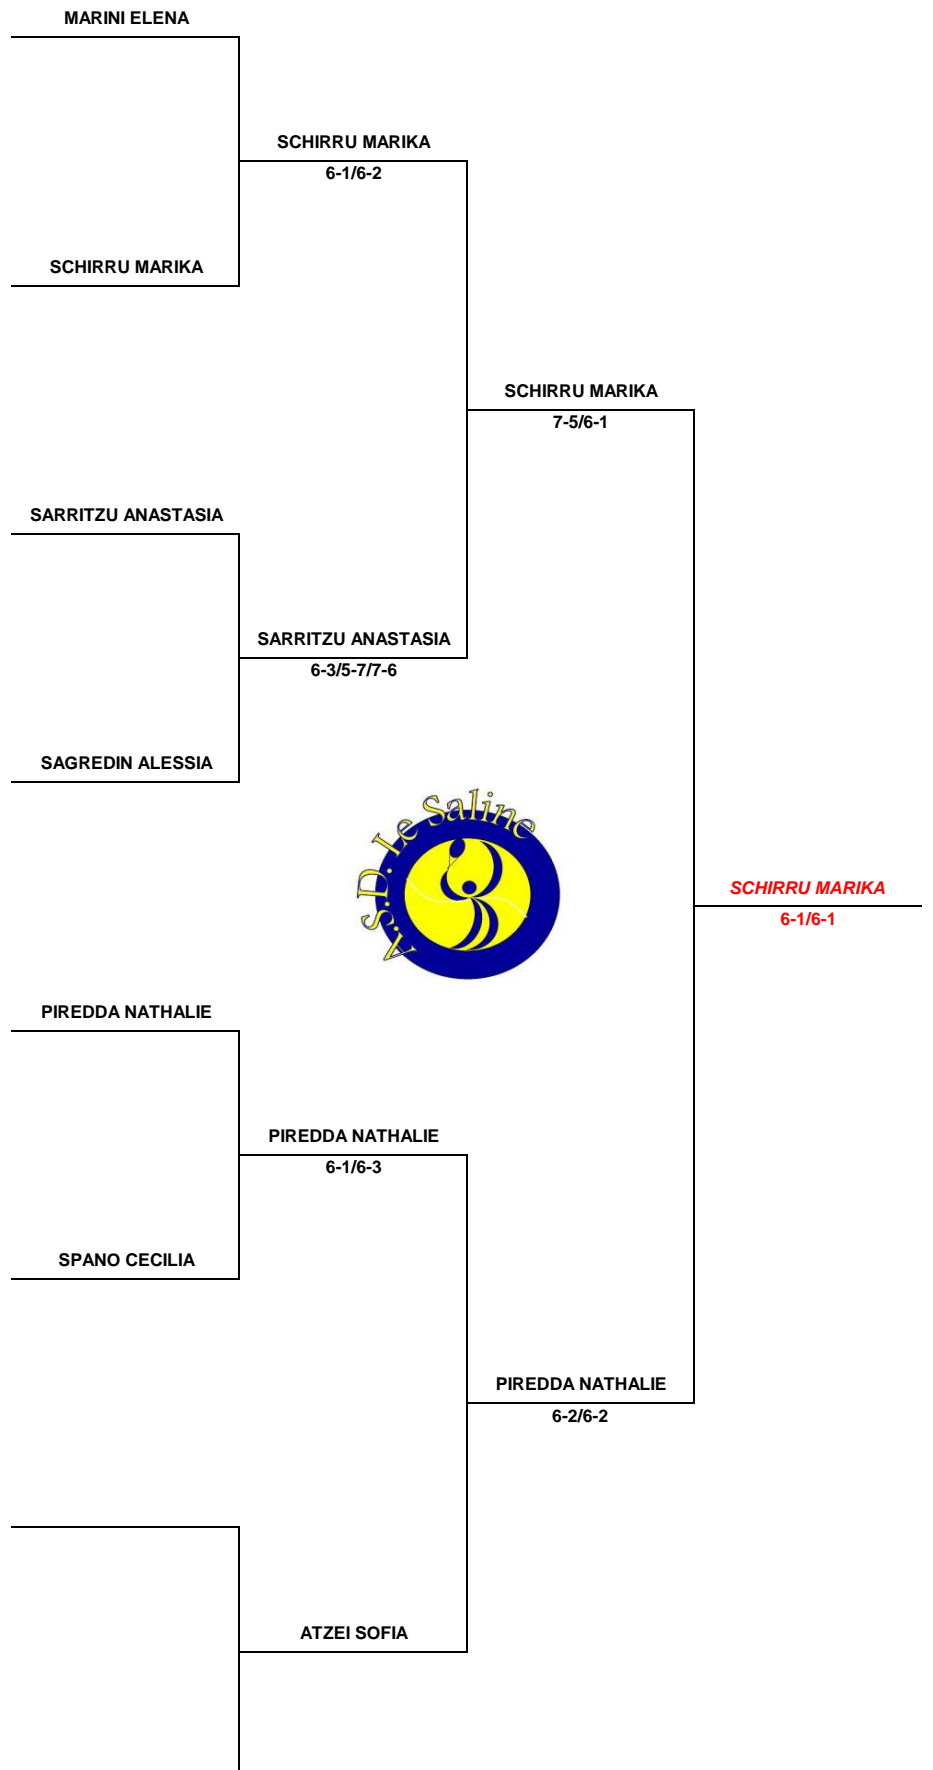 MARINI ELENA
SCHIRRU MARIKA
6-1/6-2
SCHIRRU MARIKA
SCHIRRU MARIKA
7-5/6-1
SARRITZU ANASTASIA
SARRITZU ANASTASIA
6-3/5-7/7-6
SAGREDIN ALESSIA
A.S.D. Le Saline
SCHIRRU MARIKA
6-1/6-1
PIREDDA NATHALIE
PIREDDA NATHALIE
6-1/6-3
SPANO CECILIA
PIREDDA NATHALIE
6-2/6-2
ATZEI SOFIA